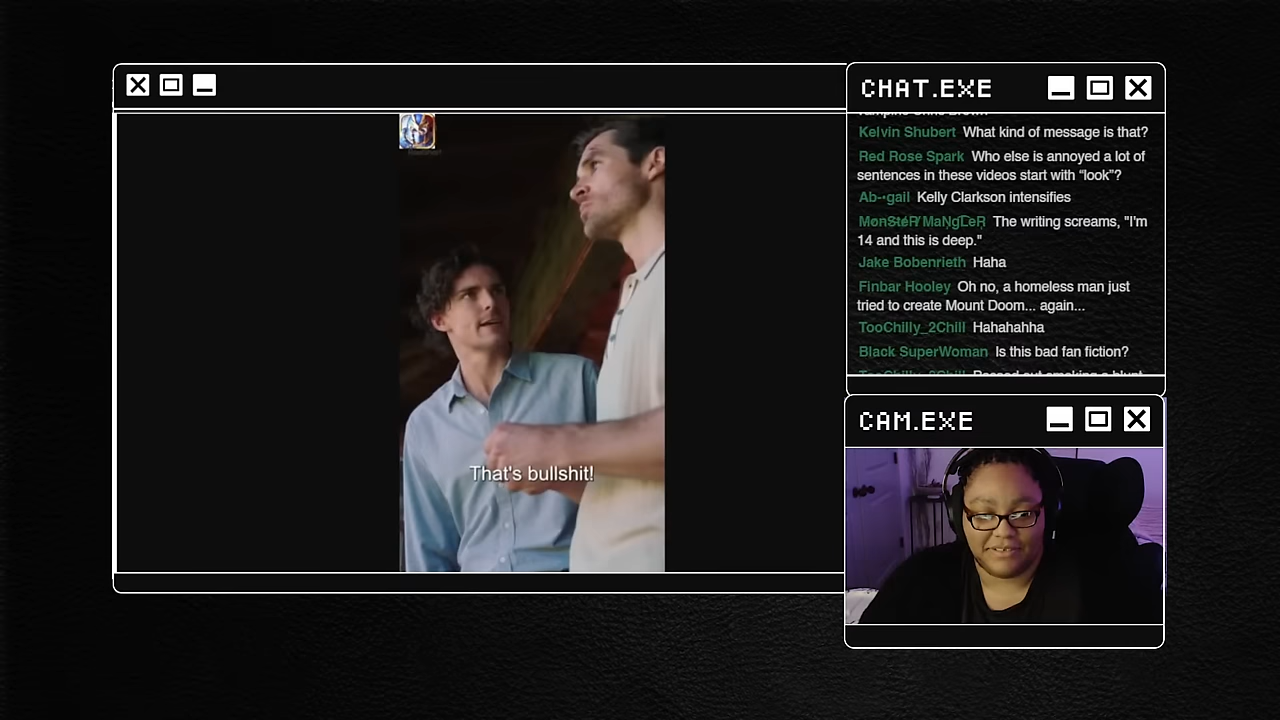 CHAT.EXE
Kelvin Shubert What kind of message is that?
Red Rose Spark Who else is annoyed a lot of
sentences in these videos start with “look”?
Ab-•gail Kelly Clarkson intensifies
MonSteR MaNgLeR The writing screams, "I'm
14 and this is deep."
Jake Bobenrieth Haha
Finbar Hooley Oh no, a homeless man just
tried to create Mount Doom... again...
TooChilly_2Chill Hahahahha
Black SuperWoman Is this bad fan fiction?
That's bullshit!
CAM.EXE